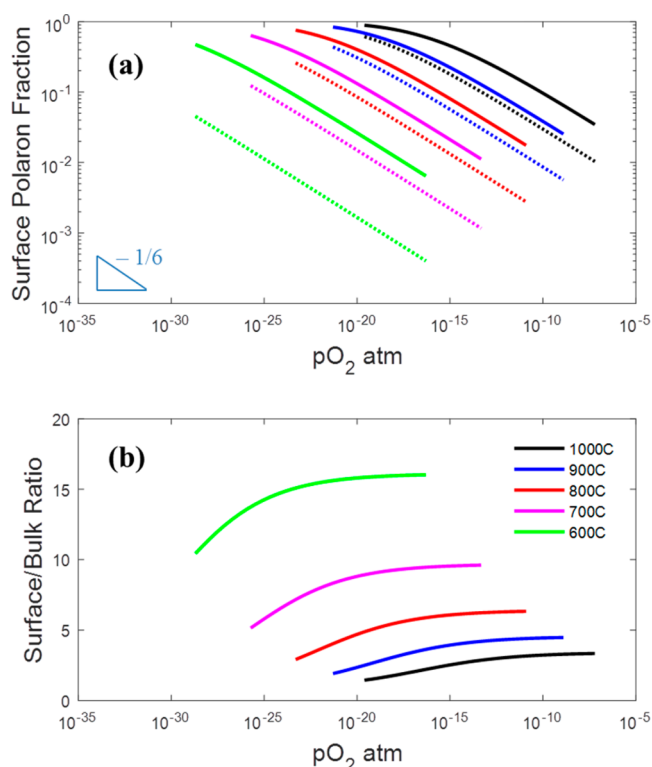 (a)
Surface Polaron Fraction
10⁰
10⁻¹
10⁻²
10⁻³
10⁻⁴
– 1/6
10⁻³⁵ 10⁻³⁰ 10⁻²⁵ 10⁻²⁰ 10⁻¹⁵ 10⁻¹⁰ 10⁻⁵
pO₂ atm
(b)
Surface/Bulk Ratio
20
15
10
5
0
1000C
900C
800C
700C
600C
10⁻³⁵ 10⁻³⁰ 10⁻²⁵ 10⁻²⁰ 10⁻¹⁵ 10⁻¹⁰ 10⁻⁵
pO₂ atm